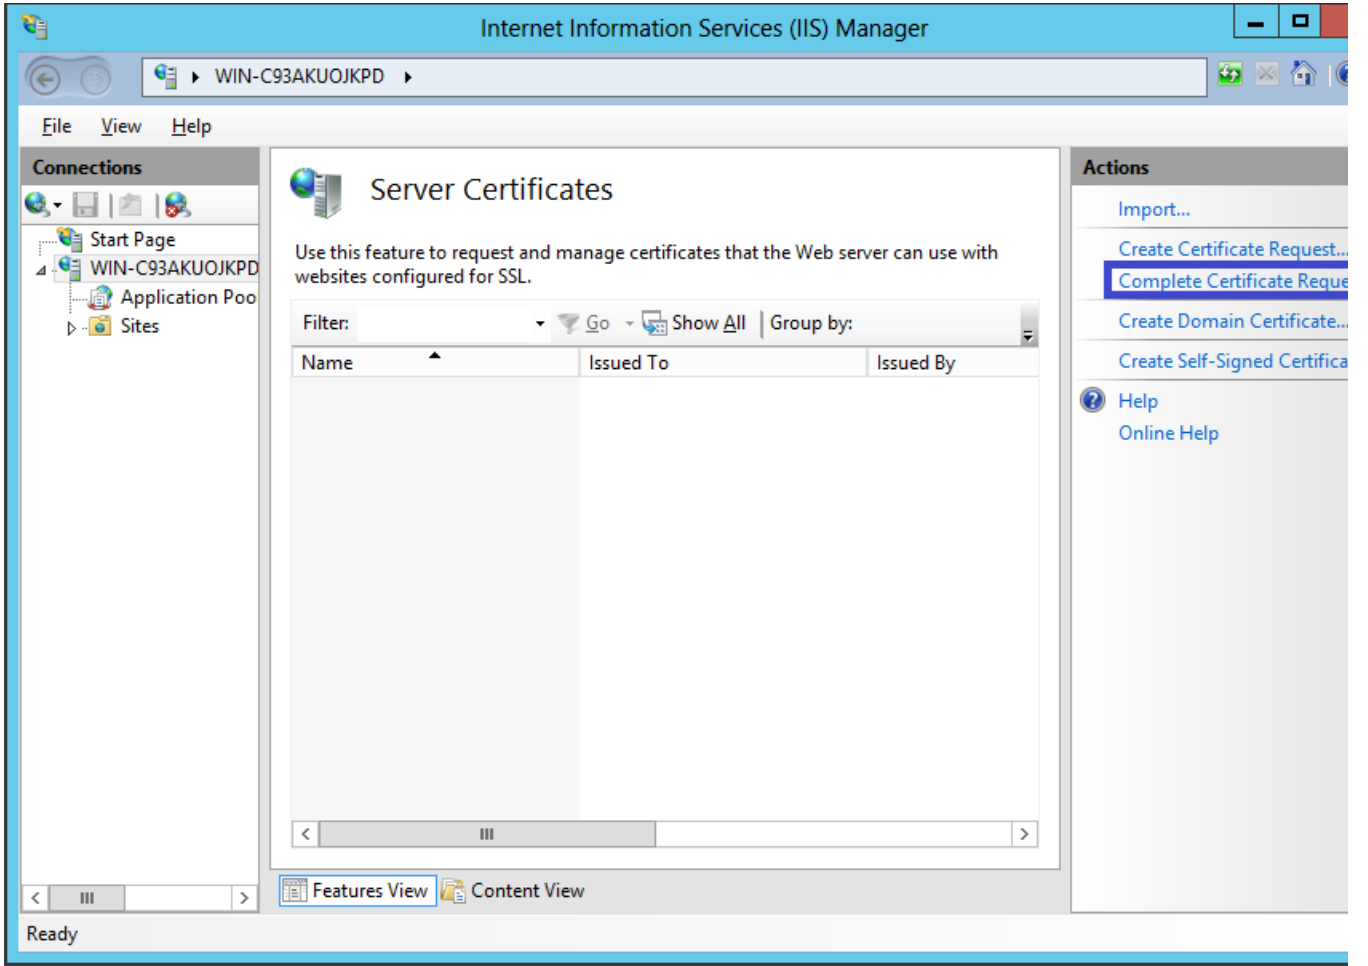 Internet Information Services (IIS) Manager
WIN-C93AKUOJKPD
File View Help
Connections
Start Page
WIN-C93AKUOJKPD
Application Poo
Sites
Server Certificates
Use this feature to request and manage certificates that the Web server can use with
websites configured for SSL.
Filter: Go Show All Group by:
Name Issued To Issued By
Features View Content View
Actions
Import...
Create Certificate Request...
Complete Certificate Reque
Create Domain Certificate...
Create Self-Signed Certifica
Help
Online Help
Ready